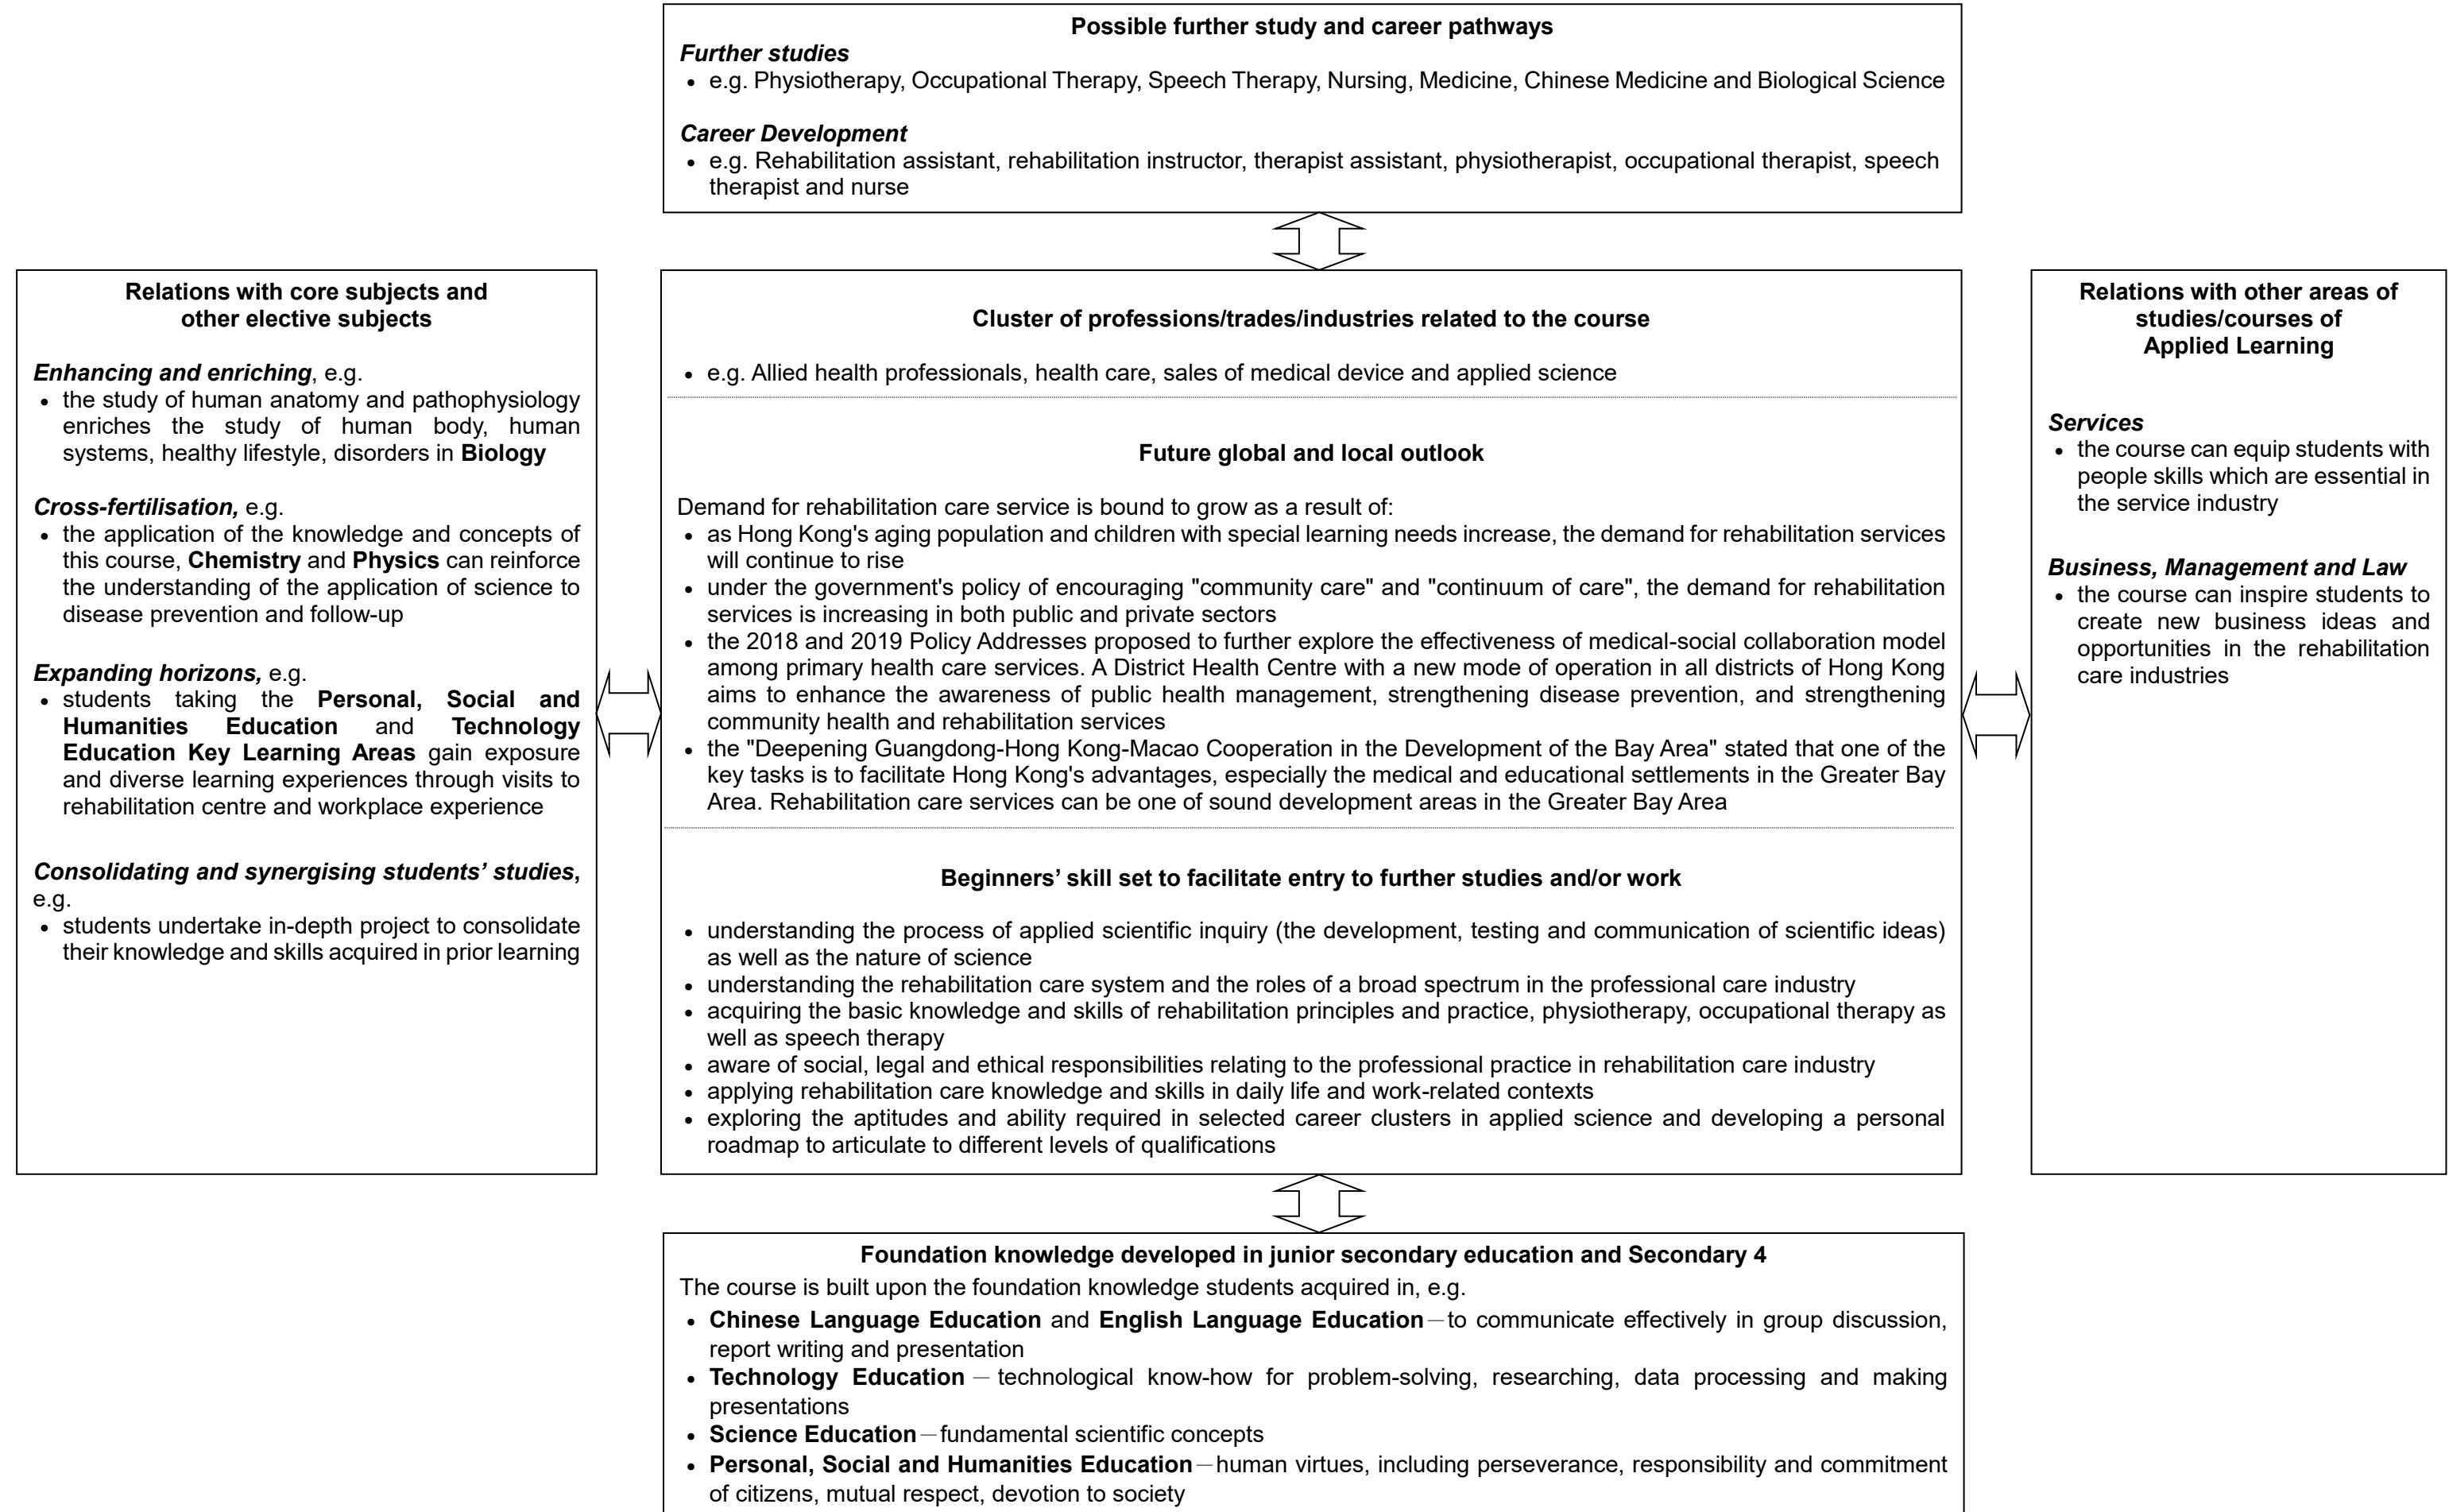 Possible further study and career pathways
Further studies
• e.g. Physiotherapy, Occupational Therapy, Speech Therapy, Nursing, Medicine, Chinese Medicine and Biological Science
Career Development
• e.g. Rehabilitation assistant, rehabilitation instructor, therapist assistant, physiotherapist, occupational therapist, speech
therapist and nurse
Relations with core subjects and
other elective subjects
Enhancing and enriching, e.g.
• the study of human anatomy and pathophysiology
enriches the study of human body, human
systems, healthy lifestyle, disorders in Biology
Cross-fertilisation, e.g.
• the application of the knowledge and concepts of
this course, Chemistry and Physics can reinforce
the understanding of the application of science to
disease prevention and follow-up
Expanding horizons, e.g.
• students taking the Personal, Social and
Humanities Education and Technology
Education Key Learning Areas gain exposure
and diverse learning experiences through visits to
rehabilitation centre and workplace experience
Consolidating and synergising students’ studies,
e.g.
• students undertake in-depth project to consolidate
their knowledge and skills acquired in prior learning
Cluster of professions/trades/industries related to the course
• e.g. Allied health professionals, health care, sales of medical device and applied science
Future global and local outlook
Demand for rehabilitation care service is bound to grow as a result of:
• as Hong Kong's aging population and children with special learning needs increase, the demand for rehabilitation services
will continue to rise
• under the government's policy of encouraging "community care" and "continuum of care", the demand for rehabilitation
services is increasing in both public and private sectors
• the 2018 and 2019 Policy Addresses proposed to further explore the effectiveness of medical-social collaboration model
among primary health care services. A District Health Centre with a new mode of operation in all districts of Hong Kong
aims to enhance the awareness of public health management, strengthening disease prevention, and strengthening
community health and rehabilitation services
• the "Deepening Guangdong-Hong Kong-Macao Cooperation in the Development of the Bay Area" stated that one of the
key tasks is to facilitate Hong Kong's advantages, especially the medical and educational settlements in the Greater Bay
Area. Rehabilitation care services can be one of sound development areas in the Greater Bay Area
Beginners’ skill set to facilitate entry to further studies and/or work
• understanding the process of applied scientific inquiry (the development, testing and communication of scientific ideas)
as well as the nature of science
• understanding the rehabilitation care system and the roles of a broad spectrum in the professional care industry
• acquiring the basic knowledge and skills of rehabilitation principles and practice, physiotherapy, occupational therapy as
well as speech therapy
• aware of social, legal and ethical responsibilities relating to the professional practice in rehabilitation care industry
• applying rehabilitation care knowledge and skills in daily life and work-related contexts
• exploring the aptitudes and ability required in selected career clusters in applied science and developing a personal
roadmap to articulate to different levels of qualifications
Relations with other areas of
studies/courses of
Applied Learning
Services
• the course can equip students with
people skills which are essential in
the service industry
Business, Management and Law
• the course can inspire students to
create new business ideas and
opportunities in the rehabilitation
care industries
Foundation knowledge developed in junior secondary education and Secondary 4
The course is built upon the foundation knowledge students acquired in, e.g.
• Chinese Language Education and English Language Education – to communicate effectively in group discussion,
report writing and presentation
• Technology Education – technological know-how for problem-solving, researching, data processing and making
presentations
• Science Education – fundamental scientific concepts
• Personal, Social and Humanities Education – human virtues, including perseverance, responsibility and commitment
of citizens, mutual respect, devotion to society